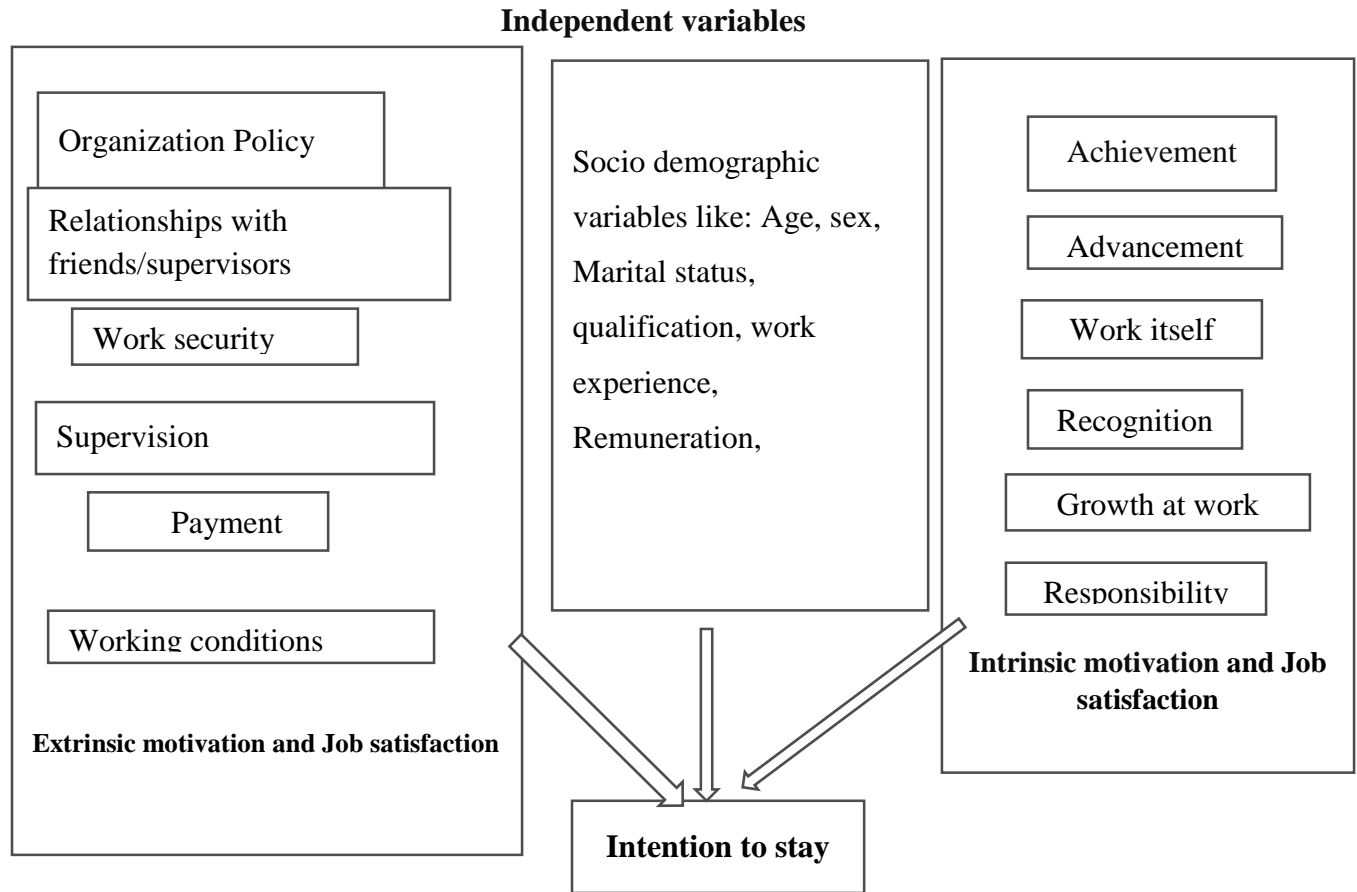 Independent variables
Organization Policy
Relationships with
friends/supervisors
Work security
Supervision
Payment
Working conditions
Extrinsic motivation and Job satisfaction
Socio demographic
variables like: Age, sex,
Marital status,
qualification, work
experience,
Remuneration,
Achievement
Advancement
Work itself
Recognition
Growth at work
Responsibility
Intrinsic motivation and Job
satisfaction
Intention to stay